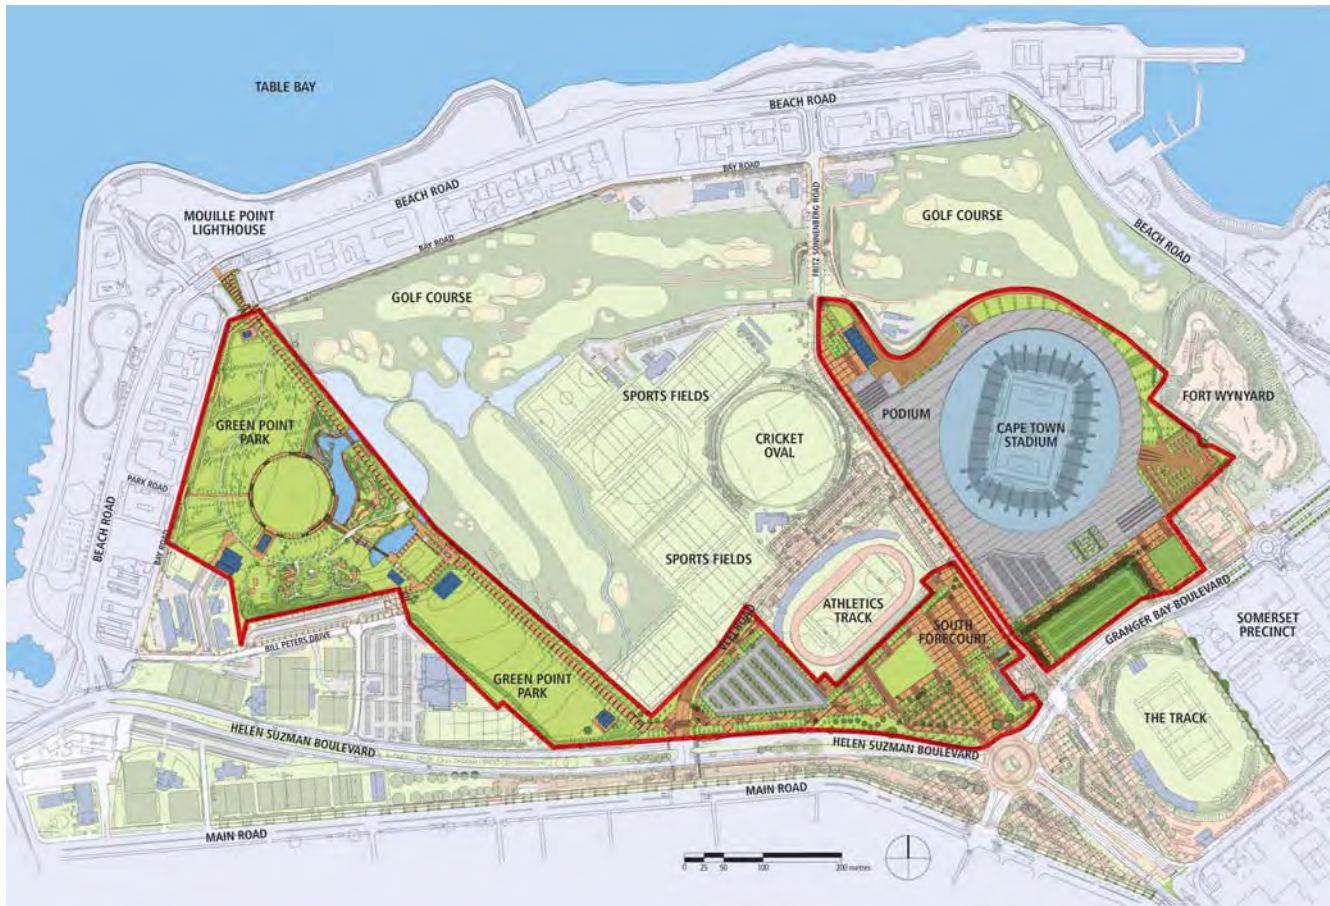 TABLE BAY
BEACH ROAD
BAY ROAD
BEACH ROAD
MOUILLE POINT
LIGHTHOUSE
FRITZ SONNENBERG ROAD
GOLF COURSE
BEACH ROAD
BAY ROAD
GOLF COURSE
SPORTS FIELDS
PODIUM
FORT WYNYARD
GREEN POINT
PARK
CRICKET
OVAL
CAPE TOWN
STADIUM
PARK ROAD
BEACH ROAD
BAY ROAD
SPORTS FIELDS
ATHLETICS
TRACK
SOUTH
FORECOURT
GRANGER BAY BOULEVARD
SOMERSET
PRECINCT
BILL PETERS DRIVE
GREEN POINT
PARK
THE TRACK
HELEN SUZMAN BOULEVARD
HELEN SUZMAN BOULEVARD
MAIN ROAD
MAIN ROAD
0 25 50 100 200 metres